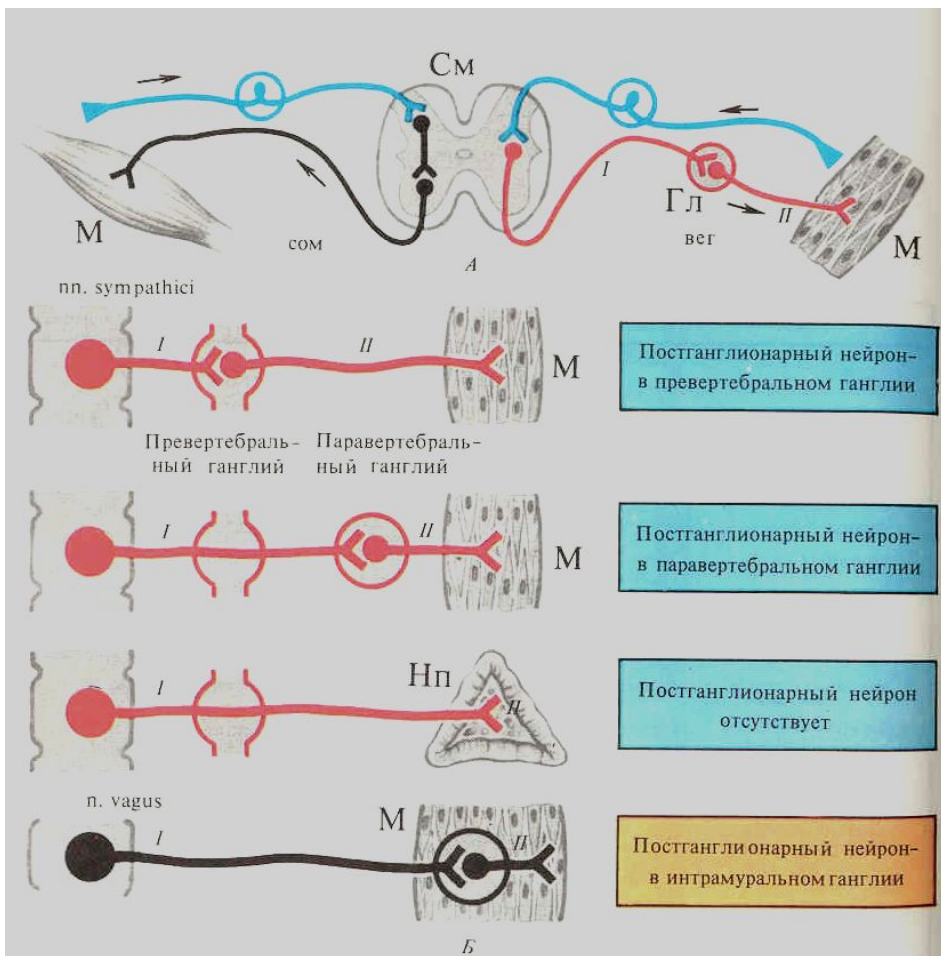 См
I
Гл
II
М
сом
вег
М
А
nn. sympathici
I
II
М
Постганглионарный нейрон-
в превертебральном ганглии
Превертебраль-
ный ганглий
Паравертебраль-
ный ганглий
I
II
М
Постганглионарный нейрон-
в паравертебральном ганглии
Нп
I
II
Постганглионарный нейрон
отсутствует
n. vagus
I
М
II
Постганглионарный нейрон-
в интрамуральном ганглии
Б